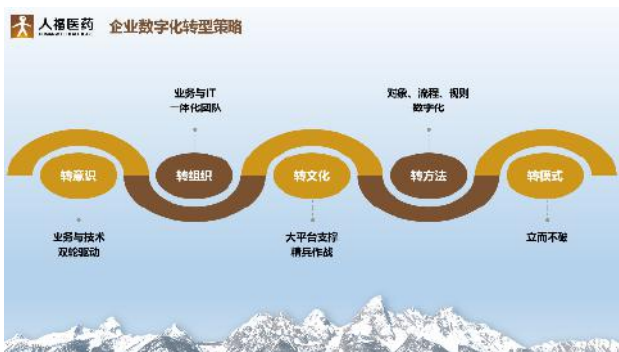 人福医药 企业数字化转型策略
业务与IT
一体化团队
对象、流程、规则
数字化
转意识
转组织
转文化
转方法
转模式
业务与技术
双轮驱动
大平台支撑
精兵作战
立而不破